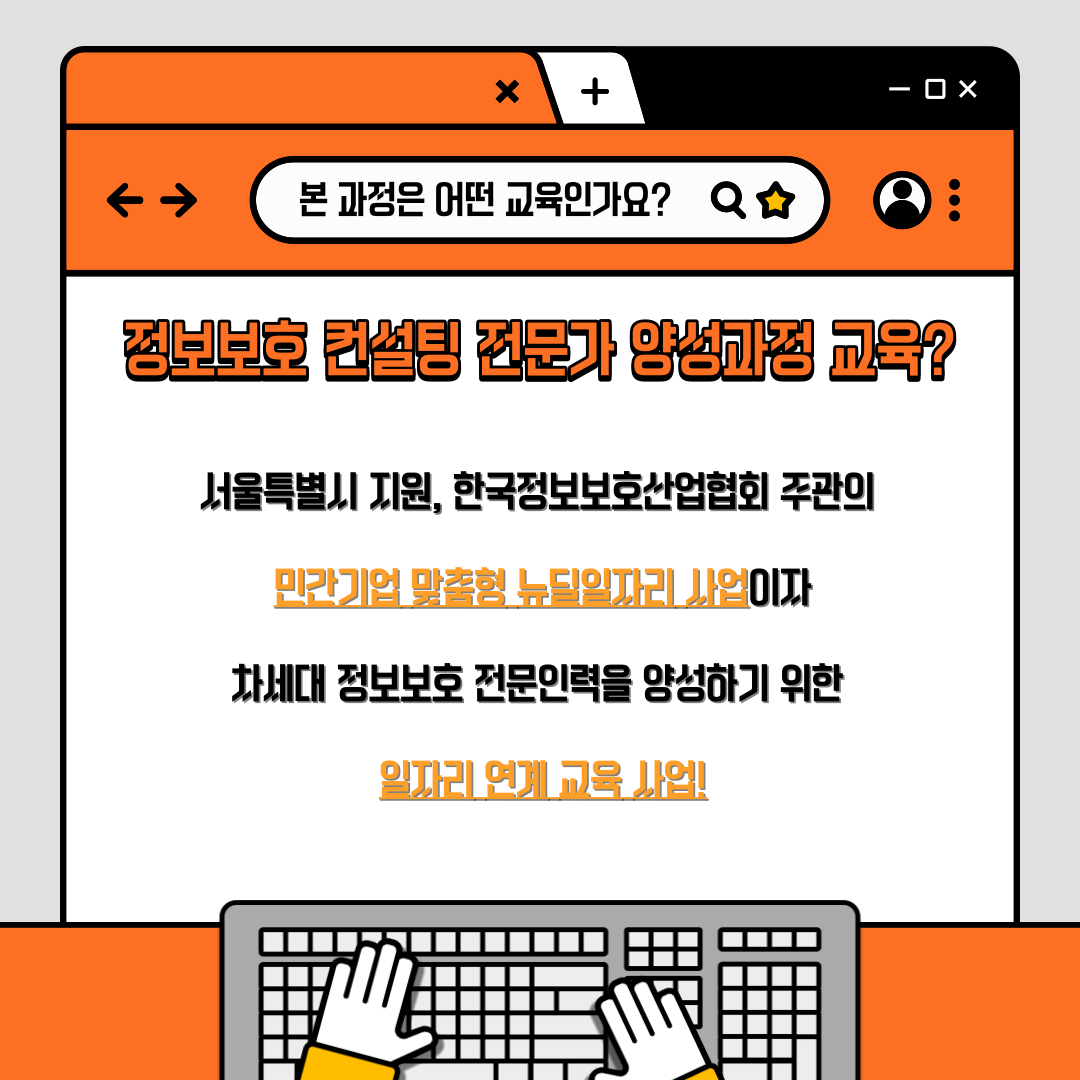 본 과정은 어떤 교육인가요?
정보보호 컨설팅 전문가 양성과정 교육?
서울특별시 지원, 한국정보보호산업협회 주관의
민간기업 맞춤형 뉴딜일자리 사업이자
차세대 정보보호 전문인력을 양성하기 위한
일자리 연계 교육 사업!